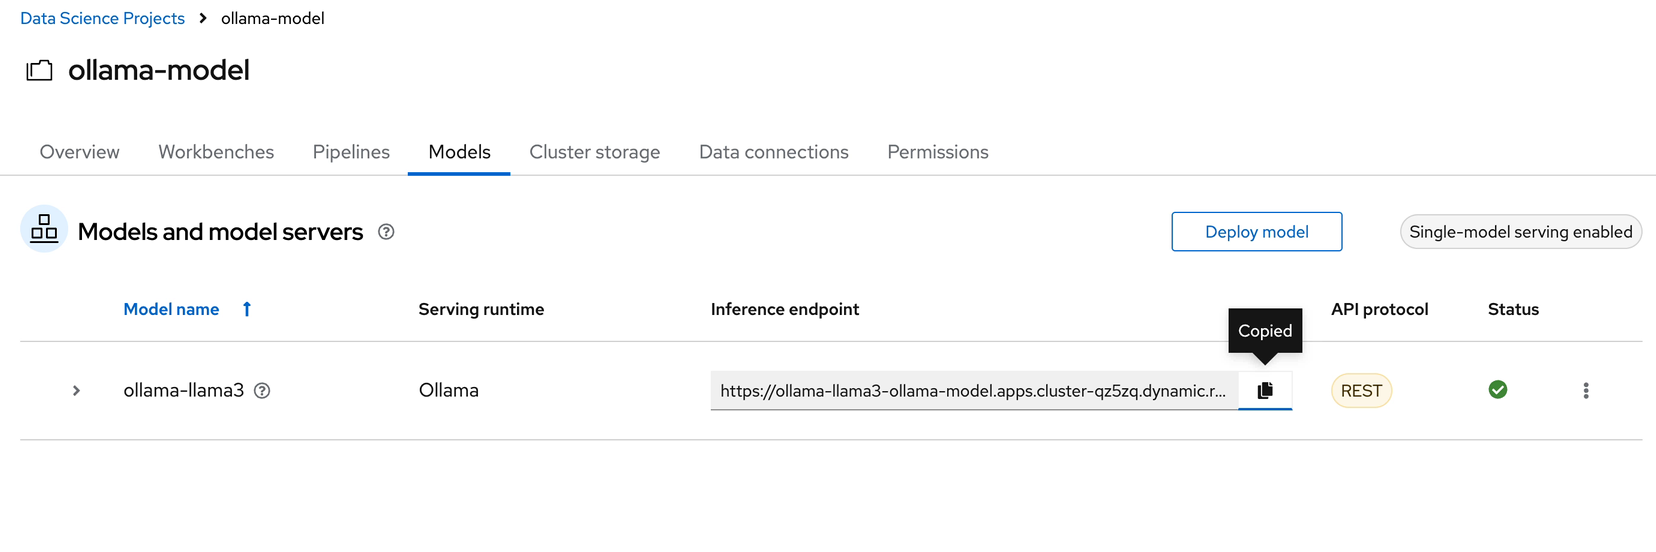 Data Science Projects > ollama-model
ollama-model
Overview Workbenches Pipelines Models Cluster storage Data connections Permissions
Models and model servers
Deploy model
Single-model serving enabled
Model name Serving runtime Inference endpoint API protocol Status
Copied
ollama-llama3 Ollama https://ollama-llama3-ollama-model.apps.cluster-qz5zq.dynamic.r... REST